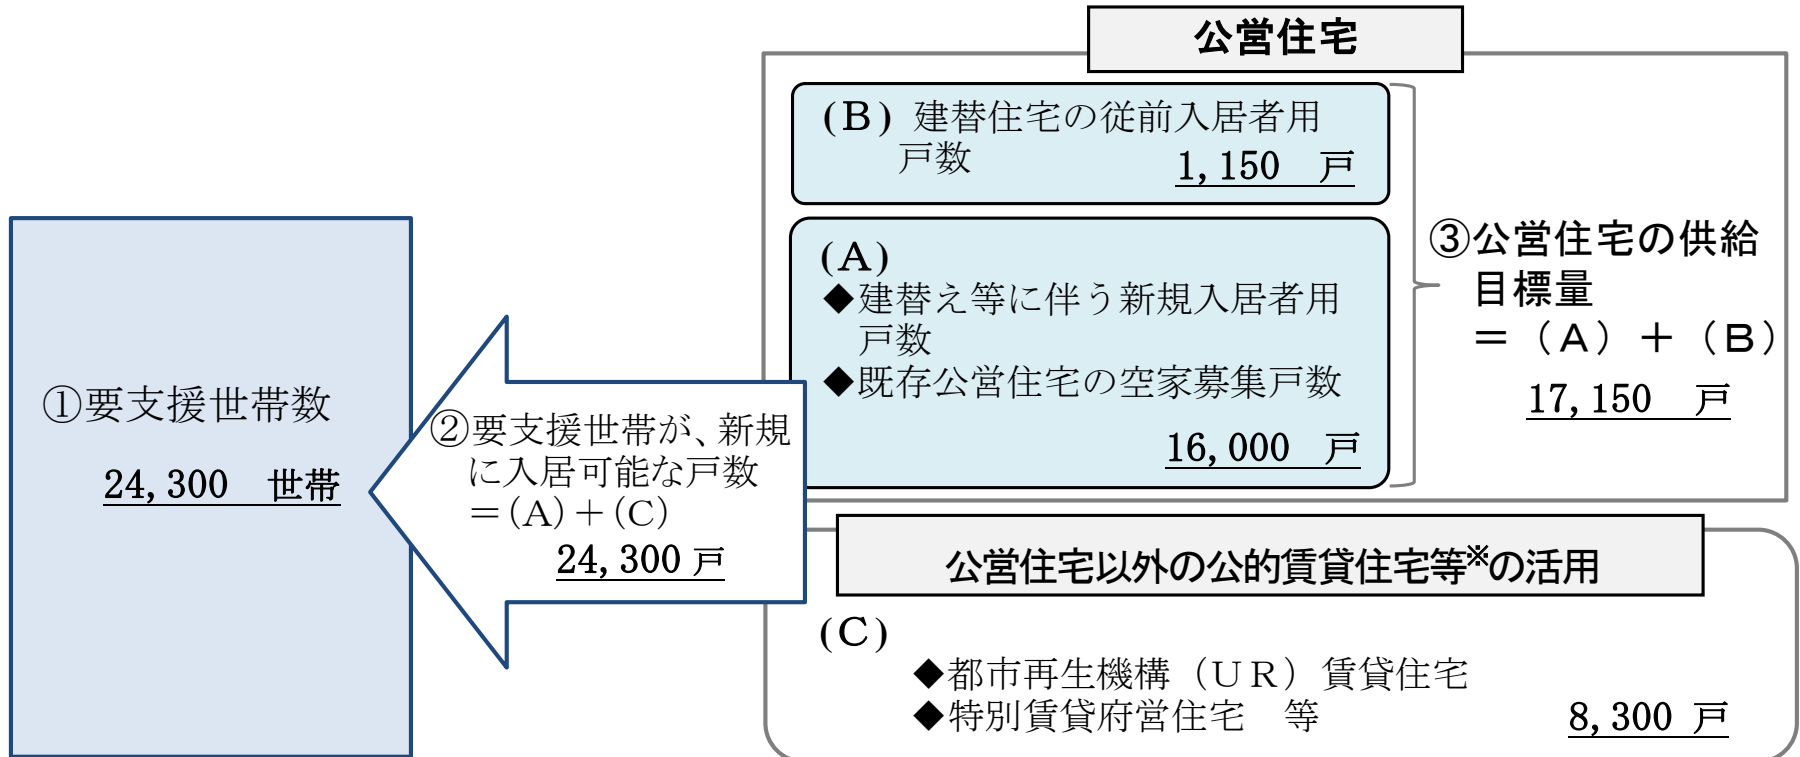 公営住宅
(B) 建替住宅の従前入居者用
戸数
1,150 戸
(A)
◆建替え等に伴う新規入居者用
戸数
◆既存公営住宅の空家募集戸数
16,000 戸
③公営住宅の供給
目標量
＝（Ａ）＋（Ｂ）
17,150 戸
①要支援世帯数
24,300 世帯
②要支援世帯が、新規
に入居可能な戸数
＝(A)＋(C)
24,300 戸
公営住宅以外の公的賃貸住宅等※の活用
(C)
◆都市再生機構（ＵＲ）賃貸住宅
◆特別賃貸府営住宅　等
8,300 戸